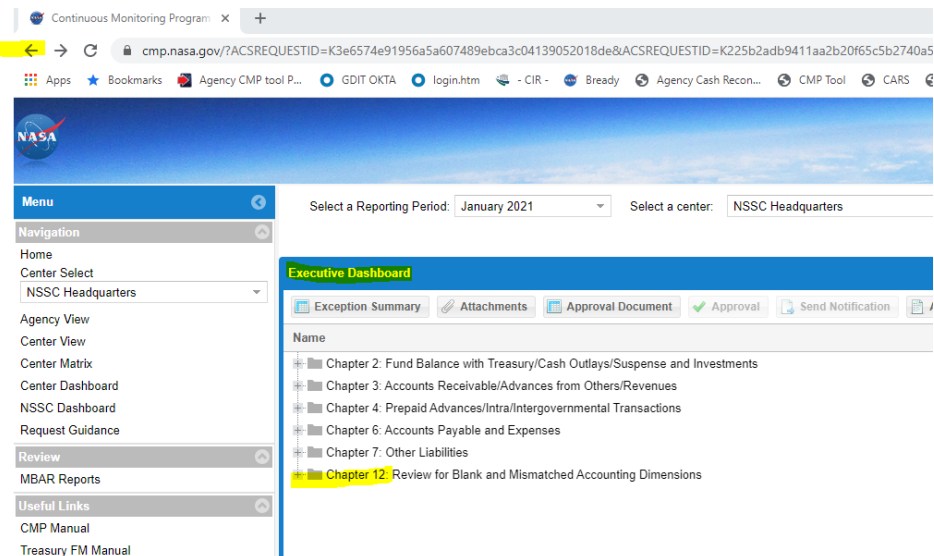 Continuous Monitoring Program
cmp.nasa.gov/?ACSREQUESTID=K3e6574e91956a5a607489ebca3c04139052018de&ACSREQUESTID=K225b2adb9411aa2b20f65c5b2740a5
Apps Bookmarks Agency CMP tool P... GDIT OKTA login.htm - CIR - Bready Agency Cash Recon... CMP Tool CARS
NASA
Menu
Select a Reporting Period: January 2021 Select a center: NSSC Headquarters
Navigation
Home
Center Select
NSSC Headquarters
Agency View
Center View
Center Matrix
Center Dashboard
NSSC Dashboard
Request Guidance
Review
MBAR Reports
Useful Links
CMP Manual
Treasury FM Manual
Executive Dashboard
Exception Summary Attachments Approval Document Approval Send Notification
Name
Chapter 2: Fund Balance with Treasury/Cash Outlays/Suspense and Investments
Chapter 3: Accounts Receivable/Advances from Others/Revenues
Chapter 4: Prepaid Advances/Intra/Intergovernmental Transactions
Chapter 6: Accounts Payable and Expenses
Chapter 7: Other Liabilities
Chapter 12: Review for Blank and Mismatched Accounting Dimensions